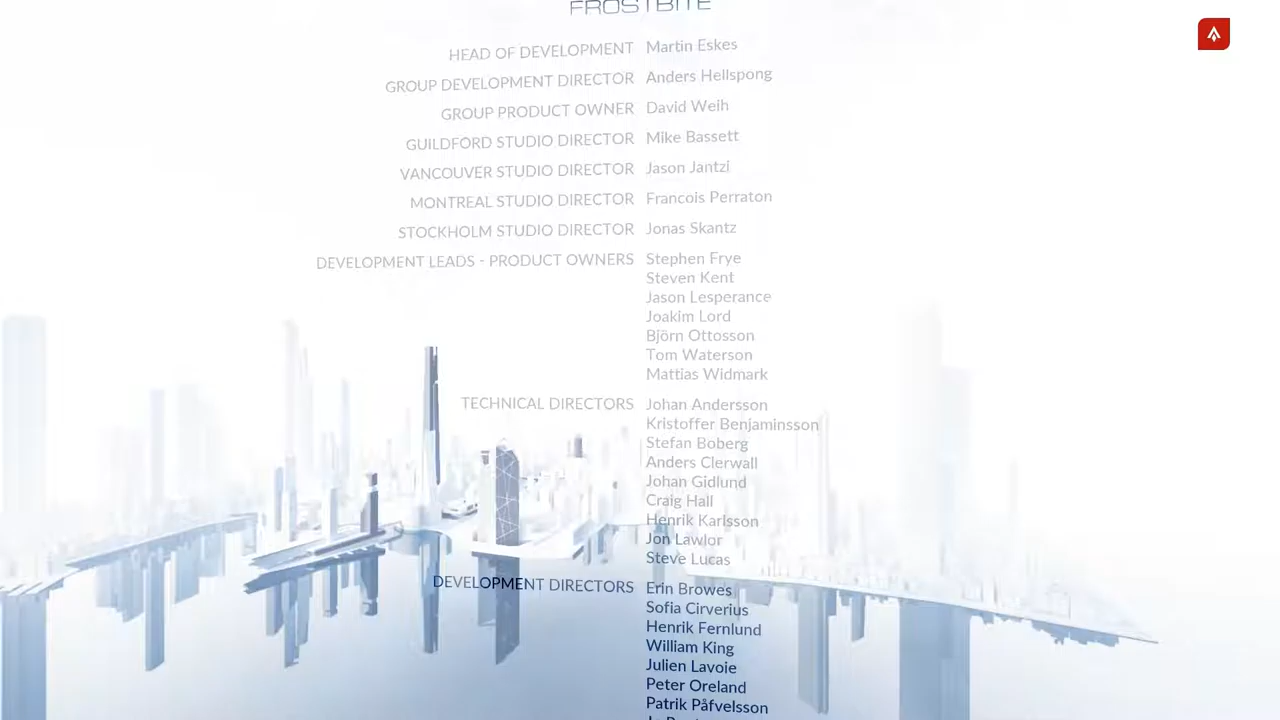 FROSTBITE
HEAD OF DEVELOPMENT Martin Eskes
GROUP DEVELOPMENT DIRECTOR Anders Hellspong
GROUP PRODUCT OWNER David Weih
GUILDFORD STUDIO DIRECTOR Mike Bassett
VANCOUVER STUDIO DIRECTOR Jason Jantzi
MONTREAL STUDIO DIRECTOR Francois Perraton
STOCKHOLM STUDIO DIRECTOR Jonas Skantz
DEVELOPMENT LEADS - PRODUCT OWNERS Stephen Frye
Steven Kent
Jason Lesperance
Joakim Lord
Björn Ottosson
Tom Waterson
Mattias Widmark
TECHNICAL DIRECTORS Johan Andersson
Kristoffer Benjaminsson
Stefan Boberg
Anders Clerwall
Johan Gidlund
Craig Hall
Henrik Karlsson
Jon Lawlor
Steve Lucas
DEVELOPMENT DIRECTORS Erin Browes
Sofia Cirverius
Henrik Fernlund
William King
Julien Lavoie
Peter Oreland
Patrik Påfvelsson